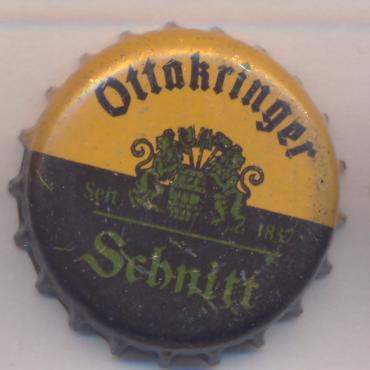 Ottakringer
Seit 1837
Schnitt